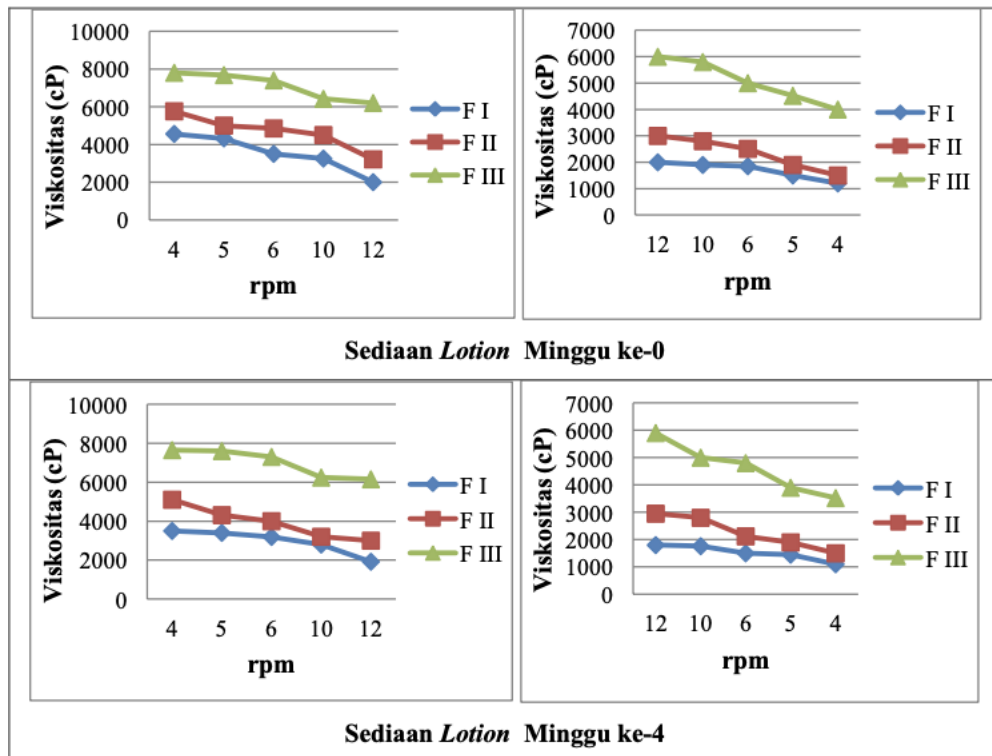 10000
8000
6000
4000
2000
0
Viskositas (cP)
4 5 6 10 12
rpm
F I
F II
F III
7000
6000
5000
4000
3000
2000
1000
0
Viskositas (cP)
12 10 6 5 4
rpm
F I
F II
F III
Sediaan Lotion Minggu ke-0
10000
8000
6000
4000
2000
0
Viskositas (cP)
4 5 6 10 12
rpm
F I
F II
F III
7000
6000
5000
4000
3000
2000
1000
0
Viskositas (cP)
12 10 6 5 4
rpm
F I
F II
F III
Sediaan Lotion Minggu ke-4